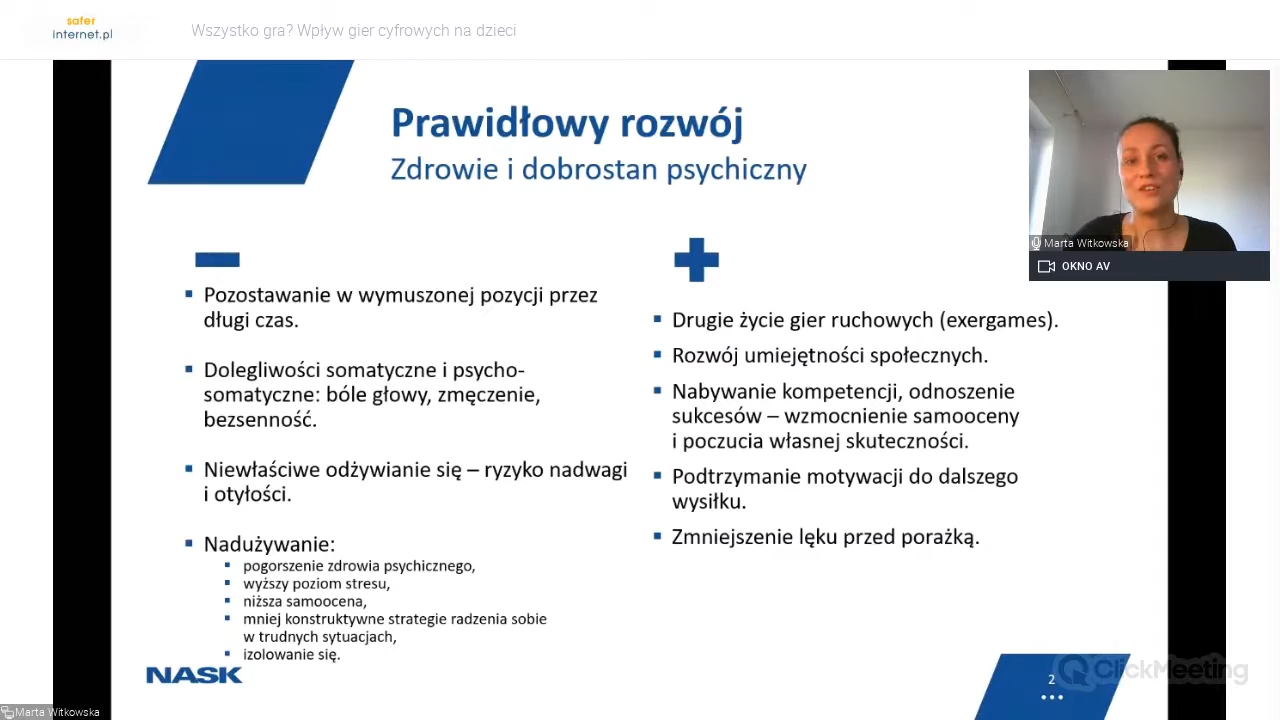 safer
internet.pl
Wszystko gra? Wpływ gier cyfrowych na dzieci
Prawidłowy rozwój
Zdrowie i dobrostan psychiczny
Marta Witkowska
OKNO AV
Pozostawanie w wymuszonej pozycji przez
długi czas.
Dolegliwości somatyczne i psycho-
somatyczne: bóle głowy, zmęczenie,
bezsenność.
Niewłaściwe odżywianie się – ryzyko nadwagi
i otyłości.
Nadużywanie:
pogorszenie zdrowia psychicznego,
wyższy poziom stresu,
niższa samoocena,
mniej konstruktywne strategie radzenia sobie
w trudnych sytuacjach,
izolowanie się.
Drugie życie gier ruchowych (exergames).
Rozwój umiejętności społecznych.
Nabywanie kompetencji, odnoszenie
sukcesów – wzmocnienie samooceny
i poczucia własnej skuteczności.
Podtrzymanie motywacji do dalszego
wysiłku.
Zmniejszenie lęku przed porażką.
NASK
2
ClickMeeting
Marta Witkowska